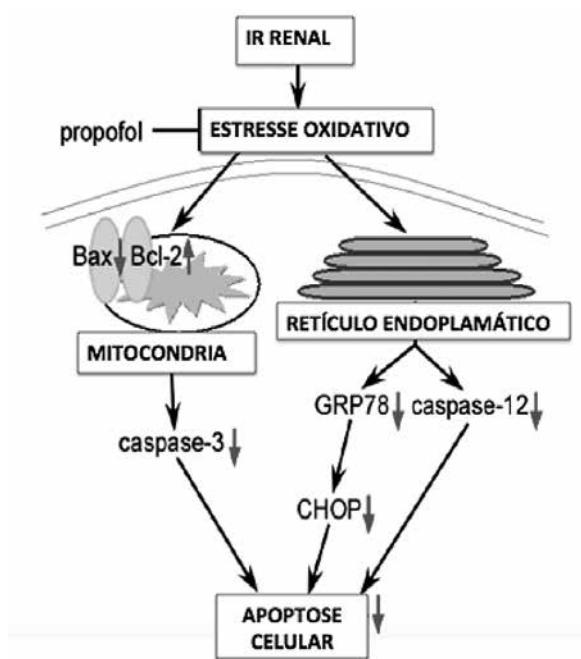 IR RENAL
propofol
ESTRESSE OXIDATIVO
Bax Bcl-2
MITOCONDRIA
RETÍCULO ENDOPLAMÁTICO
GRP78 caspase-12
caspase-3
CHOP
APOPTOSE
CELULAR